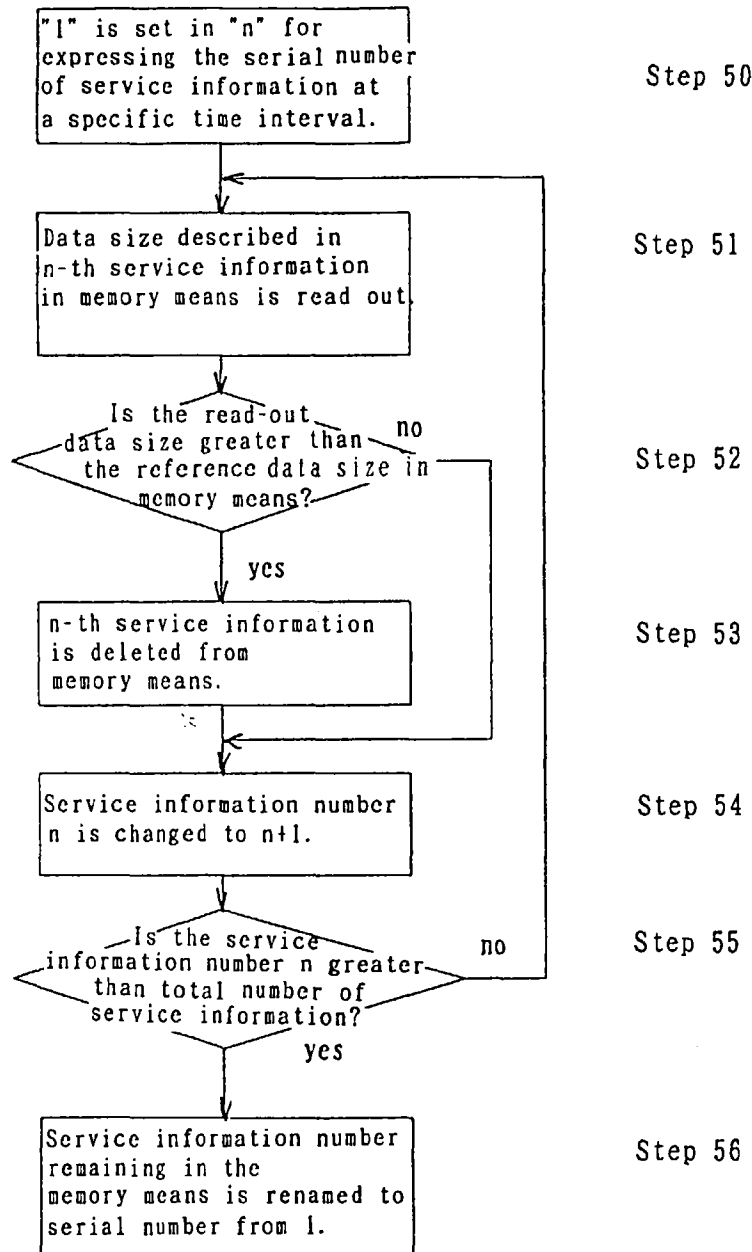 "1" is set in "n" for
expressing the serial number
of service information at
a specific time interval.
Step 50
Data size described in
n-th service information
in memory means is read out.
Step 51
Is the read-out
data size greater than
the reference data size in
memory means?
no
Step 52
yes
n-th service information
is deleted from
memory means.
Step 53
Service information number
n is changed to n+1.
Step 54
Is the service
information number n greater
than total number of
service information?
no
Step 55
yes
Service information number
remaining in the
memory means is renamed to
serial number from 1.
Step 56